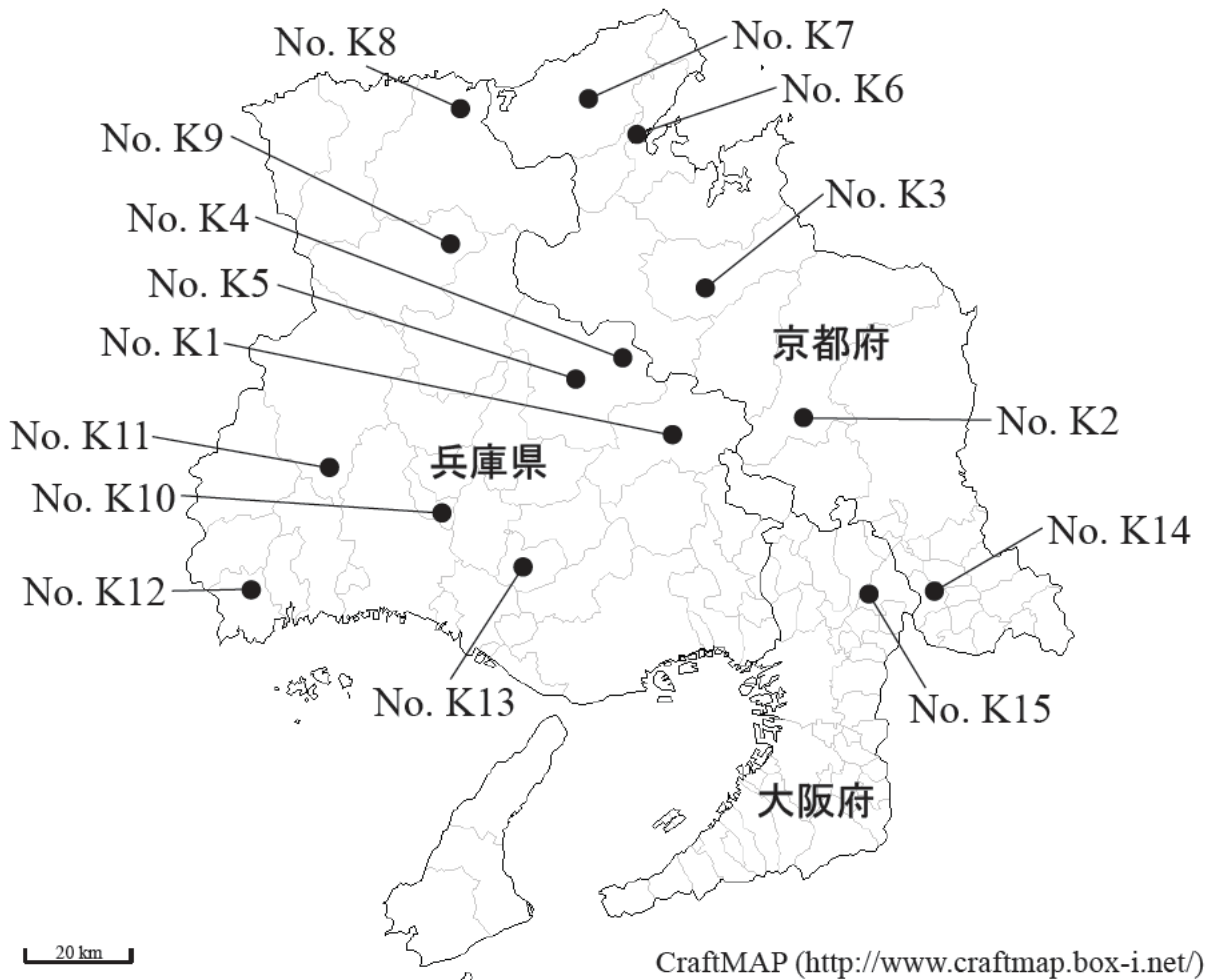 No. K8
No. K7
No. K6
No. K9
No. K4
No. K3
No. K5
No. K1
京都府
No. K2
No. K11
兵庫県
No. K10
No. K14
No. K12
No. K13
No. K15
大阪府
20 km
CraftMAP (http://www.craftmap.box-i.net/)